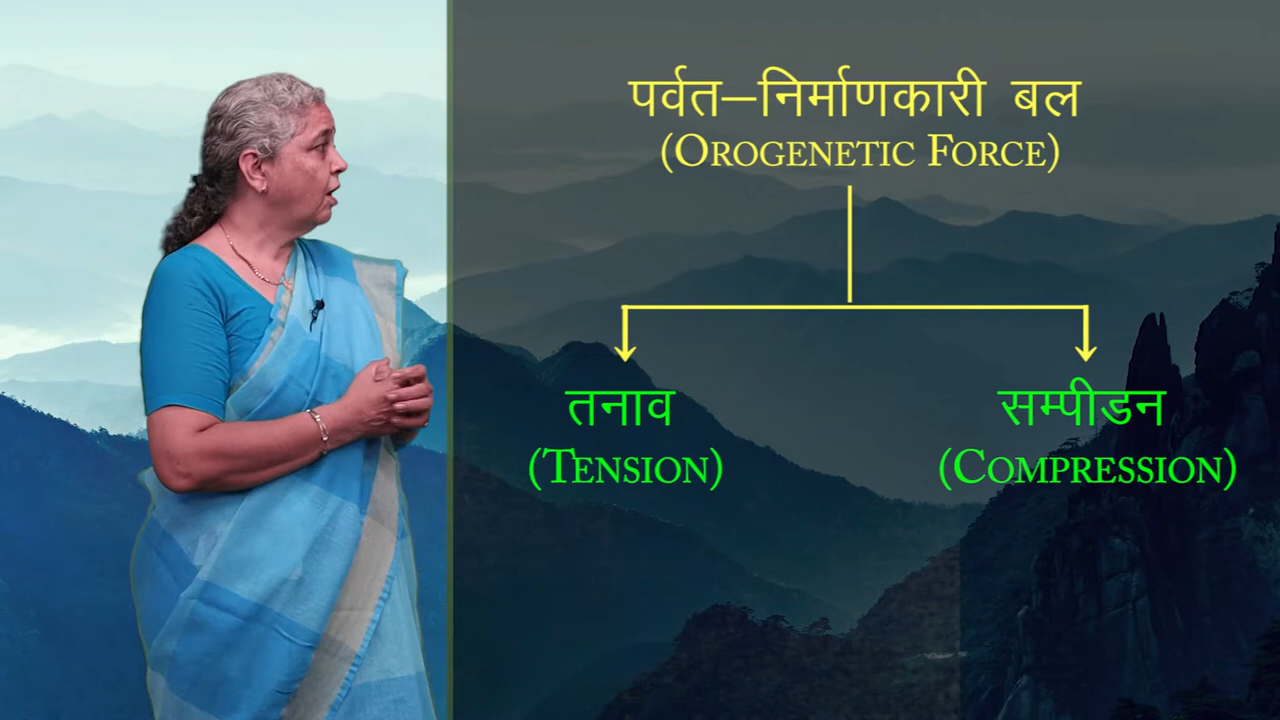 पर्वत–निर्माणकारी बल
(OROGENETIC FORCE)
तनाव
(TENSION)
सम्पीडन
(COMPRESSION)